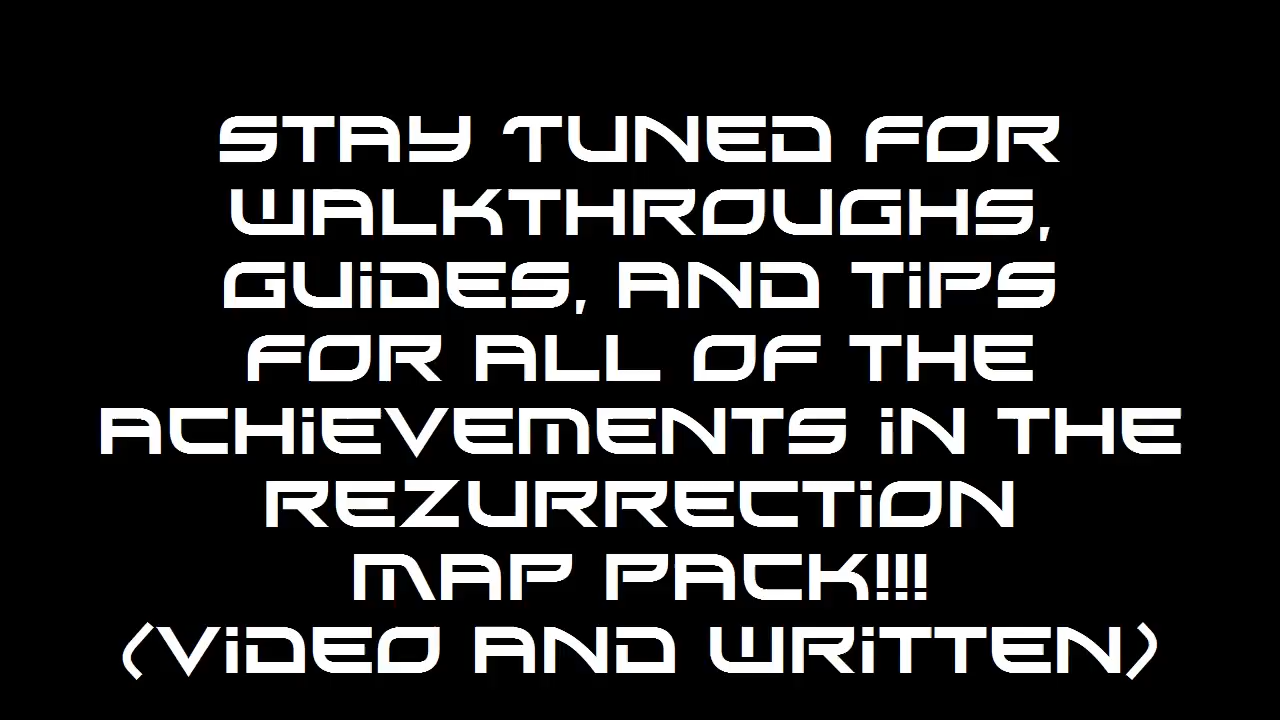 STAY TUNED FOR
WALKTHROUGHS,
GUiDES, AND TiPS
FOR ALL OF THE
ACHiEVEMENTS iN THE
REZURRECTiON
MAP PACK!!!
(ViDEO AND WRiTTEN)